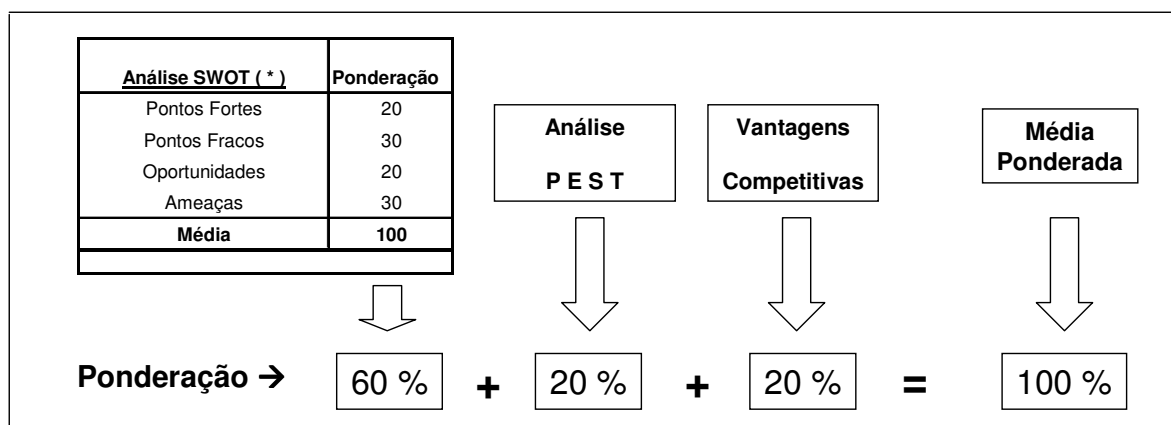 Análise SWOT ( * ) Ponderação
Pontos Fortes 20
Pontos Fracos 30
Oportunidades 20
Ameaças 30
Média 100
Análise
P E S T
Vantagens
Competitivas
Média
Ponderada
Ponderação → 60 % + 20 % + 20 % = 100 %